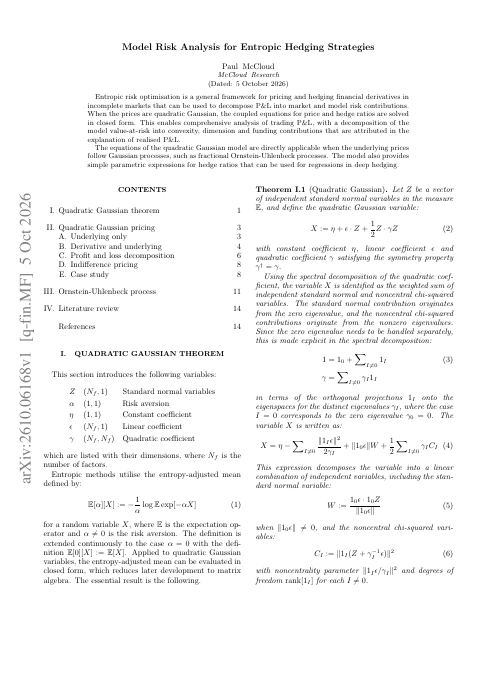 Model Risk Analysis for Entropic Hedging Strategies
Paul McCloud
McCloud Research
(Dated: 5 October 2026)
Entropic risk optimisation is a general framework for pricing and hedging financial derivatives in
incomplete markets that can be used to decompose P&L into market and model risk contributions.
When the prices are quadratic Gaussian, the coupled equations for price and hedge ratios are solved
in closed form. This enables comprehensive analysis of trading P&L, with a decomposition of the
model value-at-risk into convexity, dimension and funding contributions that are attributed in the
explanation of realised P&L.
The equations of the quadratic Gaussian model are directly applicable when the underlying prices
follow Gaussian processes, such as fractional Ornstein-Uhlenbeck processes. The model also provides
simple parametric expressions for hedge ratios that can be used for regressions in deep hedging.
arXiv:2610.06168v1 [q-fin.MF] 5 Oct 2026
CONTENTS
I. Quadratic Gaussian theorem 1
II. Quadratic Gaussian pricing 3
A. Underlying only 3
B. Derivative and underlying 4
C. Profit and loss decomposition 6
D. Indifference pricing 8
E. Case study 8
III. Ornstein-Uhlenbeck process 11
IV. Literature review 14
References 14
I. QUADRATIC GAUSSIAN THEOREM
This section introduces the following variables:
Z (N_f, 1) Standard normal variables
α (1, 1) Risk aversion
η (1, 1) Constant coefficient
ϵ (N_f, 1) Linear coefficient
γ (N_f, N_f) Quadratic coefficient
which are listed with their dimensions, where N_f is the
number of factors.
Entropic methods utilise the entropy-adjusted mean
defined by:
𝔼[α][X] := −1/α log 𝔼 exp[−αX] (1)
for a random variable X, where 𝔼 is the expectation op-
erator and α ≠ 0 is the risk aversion. The definition is
extended continuously to the case α = 0 with the defi-
nition 𝔼[0][X] := 𝔼[X]. Applied to quadratic Gaussian
variables, the entropy-adjusted mean can be evaluated in
closed form, which reduces later development to matrix
algebra. The essential result is the following.
Theorem I.1 (Quadratic Gaussian). Let Z be a vector
of independent standard normal variables in the measure
𝔼, and define the quadratic Gaussian variable:
X := η + ϵ · Z + 1/2 Z · γZ (2)
with constant coefficient η, linear coefficient ϵ and
quadratic coefficient γ satisfying the symmetry property
γ† = γ.
Using the spectral decomposition of the quadratic coef-
ficient, the variable X is identified as the weighted sum of
independent standard normal and noncentral chi-squared
variables. The standard normal contribution originates
from the zero eigenvalue, and the noncentral chi-squared
contributions originate from the nonzero eigenvalues.
Since the zero eigenvalue needs to be handled separately,
this is made explicit in the spectral decomposition:
1 = 1₀ + ∑_{I≠0} 1_I (3)
γ = ∑_{I≠0} γ_I 1_I
in terms of the orthogonal projections 1_I onto the
eigenspaces for the distinct eigenvalues γ_I, where the case
I = 0 corresponds to the zero eigenvalue γ₀ = 0. The
variable X is written as:
X = η − ∑_{I≠0} ‖1_I ϵ‖²/2γ_I + ‖1₀ϵ‖W + 1/2 ∑_{I≠0} γ_I C_I (4)
This expression decomposes the variable into a linear
combination of independent variables, including the stan-
dard normal variable:
W := 1₀ϵ · 1₀Z/‖1₀ϵ‖ (5)
when ‖1₀ϵ‖ ≠ 0, and the noncentral chi-squared vari-
ables:
C_I := ‖1_I(Z + γ_I⁻¹ϵ)‖² (6)
with noncentrality parameter ‖1_I ϵ/γ_I‖² and degrees of
freedom rank[1_I] for each I ≠ 0.